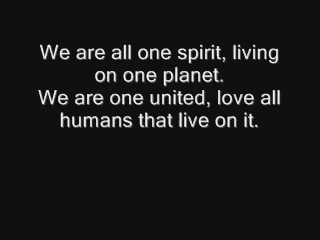 We are all one spirit, living
on one planet.
We are one united, love all
humans that live on it.